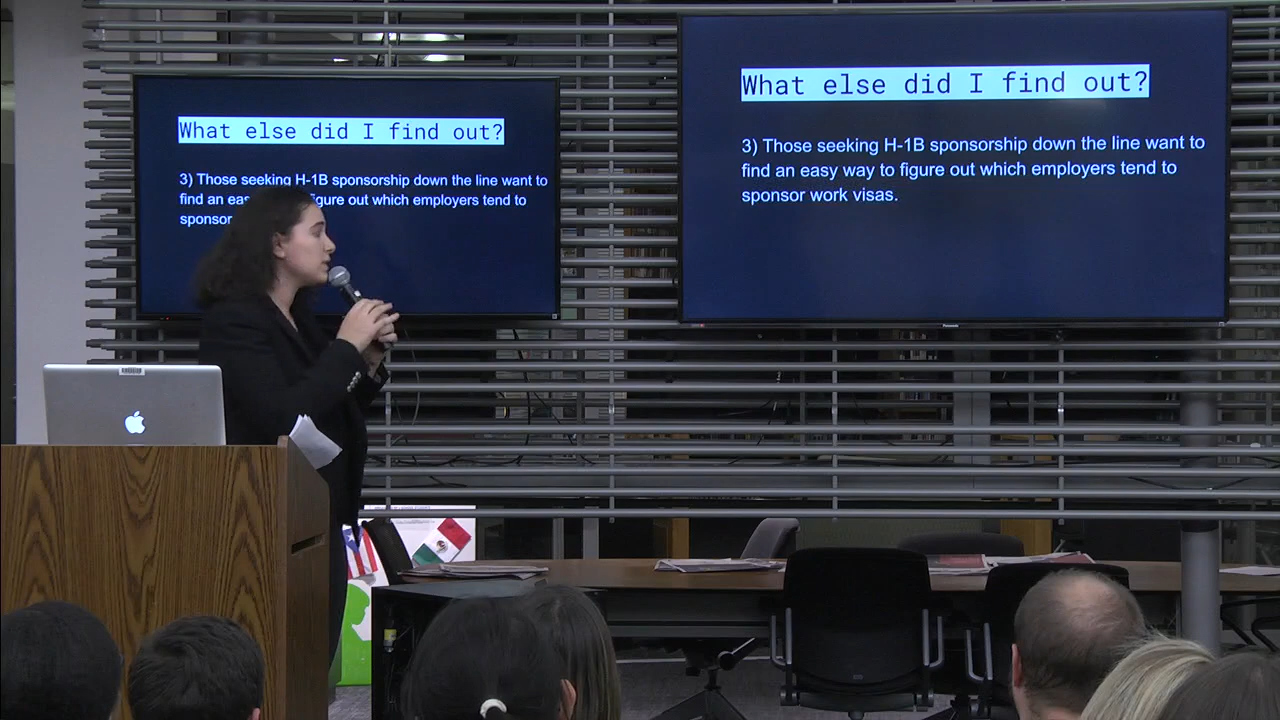 What else did I find out?
3) Those seeking H-1B sponsorship down the line want to
find an eas
figure out which employers tend to
sponsor
What else did I find out?
3) Those seeking H-1B sponsorship down the line want to
find an easy way to figure out which employers tend to
sponsor work visas.
Panasonic